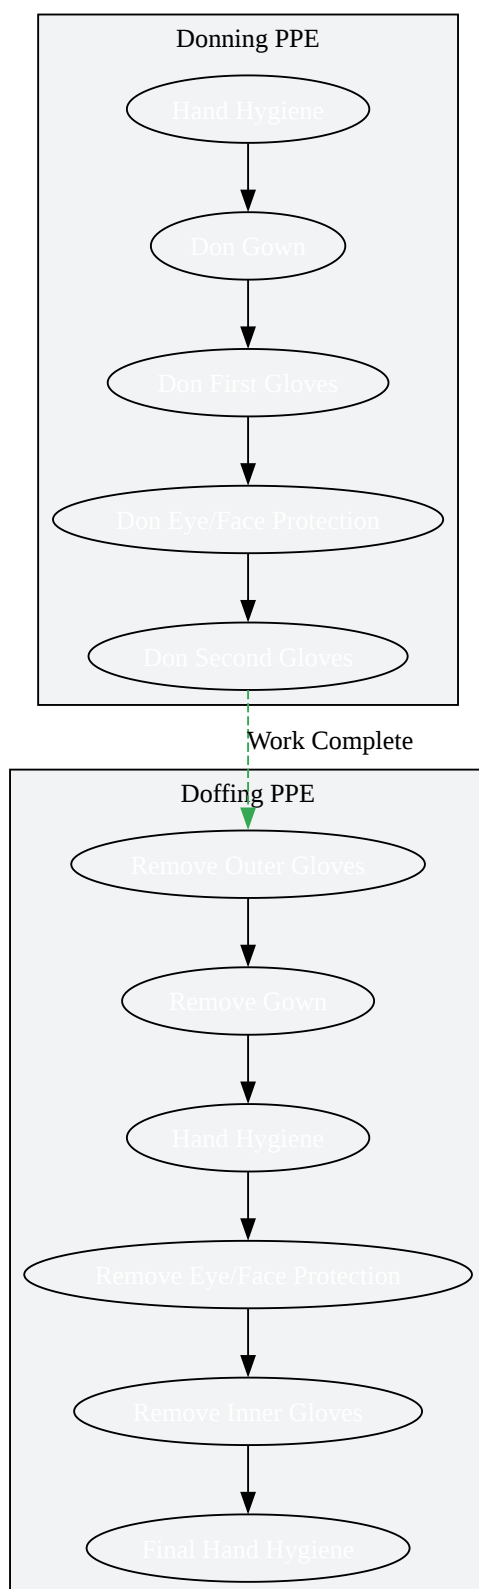 Donning PPE
Hand Hygiene
Don Gown
Don First Gloves
Don Eye/Face Protection
Don Second Gloves
Work Complete
Doffing PPE
Remove Outer Gloves
Remove Gown
Hand Hygiene
Remove Eye/Face Protection
Remove Inner Gloves
Final Hand Hygiene